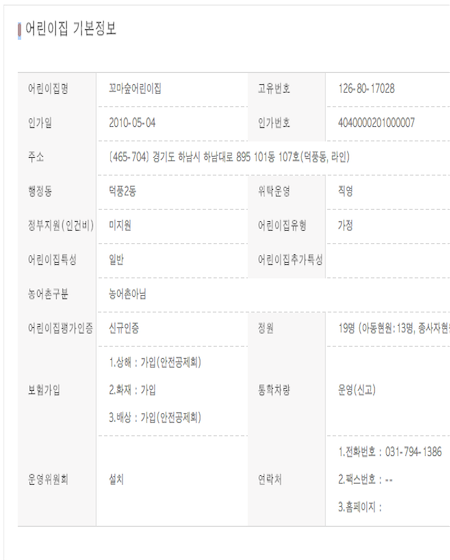 어린이집 기본정보
어린이집명 꼬마숲어린이집 고유번호 126-80-17028
인가일 2010-05-04 인가번호 4040000201000007
주소 [465-704] 경기도 하남시 하남대로 895 101동 107호(덕풍동, 라인)
행정동 덕풍2동 위탁운영 직영
정부지원(인건비) 미지원 어린이집유형 가정
어린이집특성 일반 어린이집추가특성
농어촌구분 농어촌아님
어린이집평가인증 신규인증 정원 19명 (아동현원:13명, 종사자현원
보험가입 1.상해 : 가입(안전공제회)
2.화재 : 가입
3.배상 : 가입(안전공제회)
통학차량 운영(신고)
운영위원회 설치 연락처 1.전화번호 : 031-794-1386
2.팩스번호 : --
3.홈페이지 :